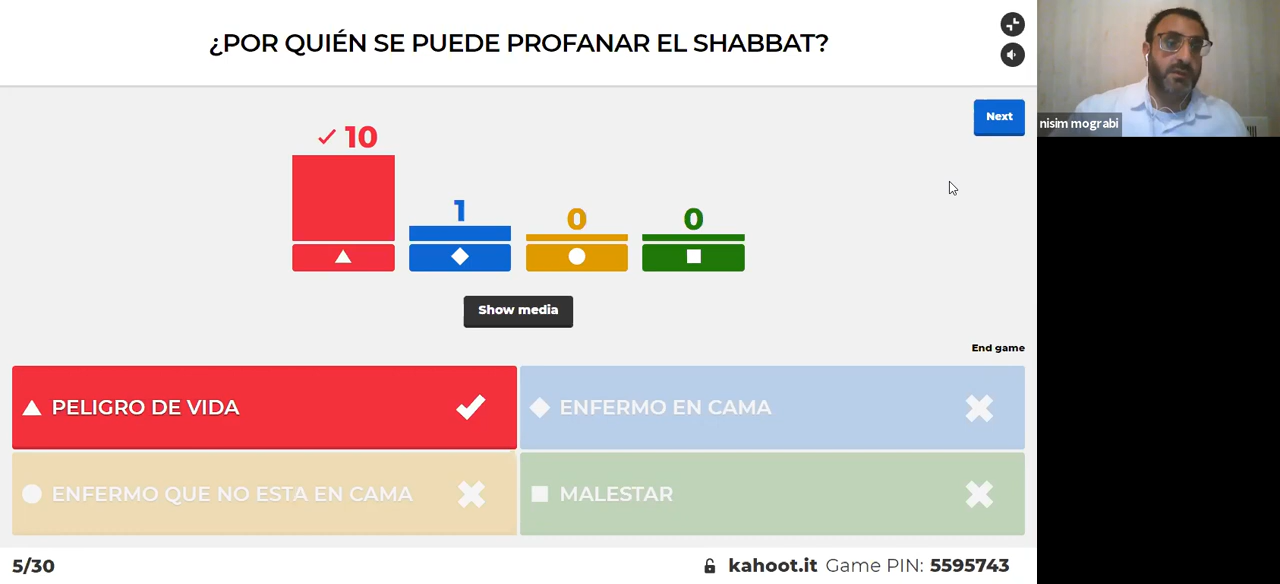 ¿POR QUIÉN SE PUEDE PROFANAR EL SHABBAT?
Next
nisim mograbi
10
1
0
0
Show media
End game
PELIGRO DE VIDA
ENFERMO EN CAMA
ENFERMO QUE NO ESTA EN CAMA
MALESTAR
5/30
kahoot.it Game PIN: 5595743